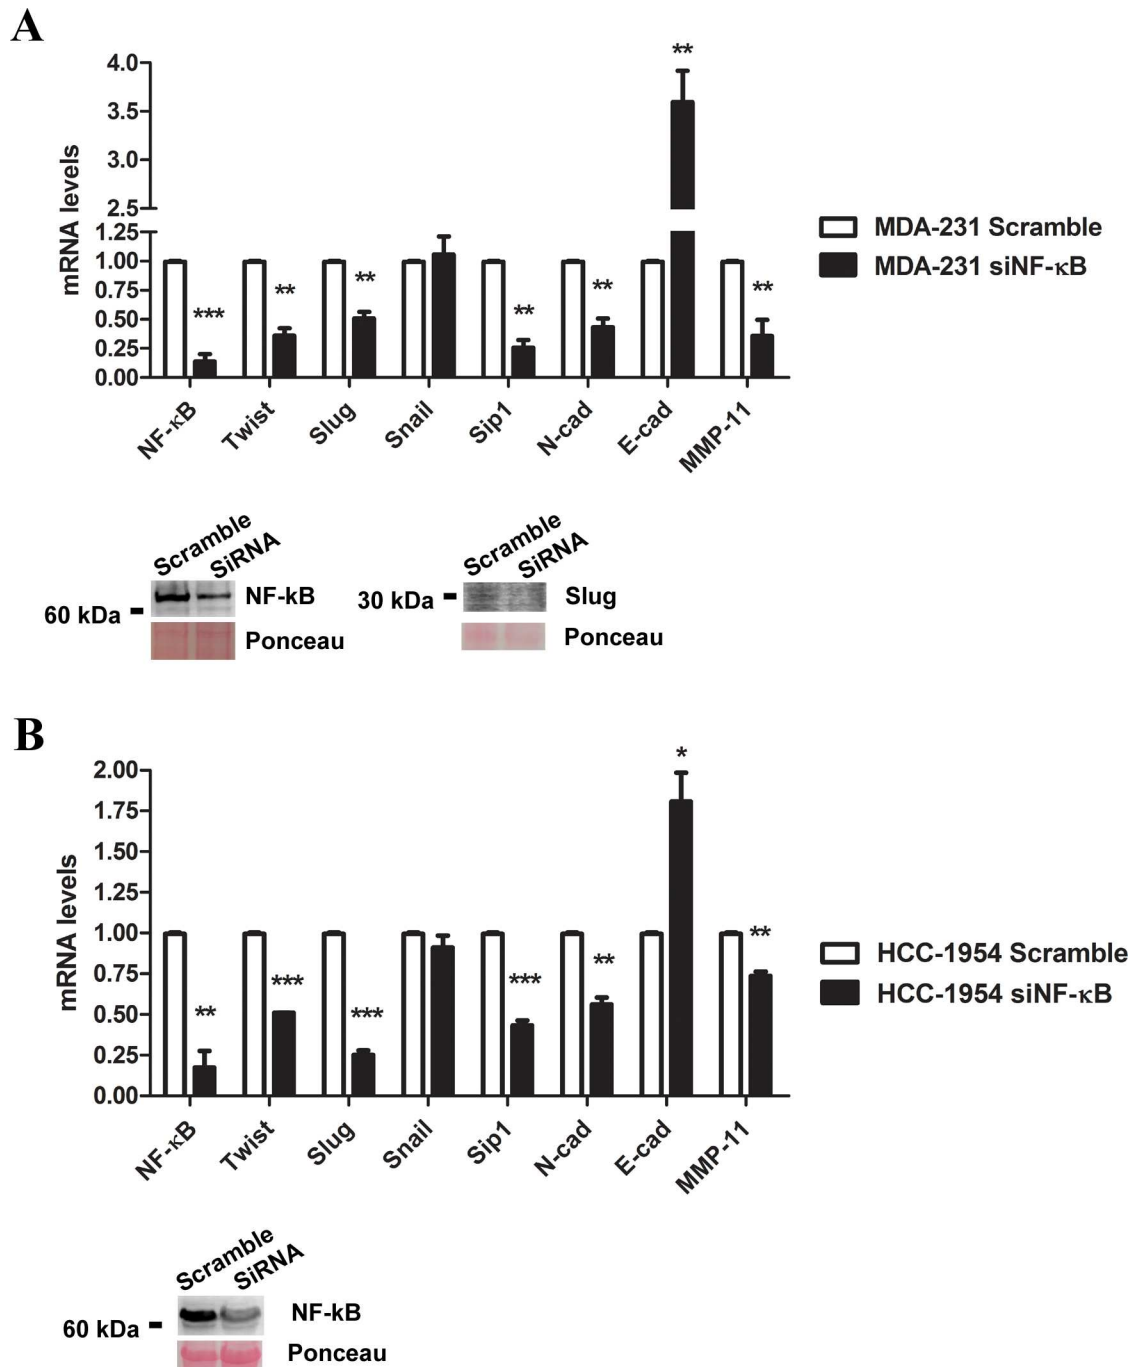 A
**
4.0
3.5
3.0
2.5
1.25
1.00
0.75
0.50
0.25
0.00
mRNA levels
*** ** ** ** ** **
MDA-231 Scramble
MDA-231 siNF-κB
NF-κB Twist Slug Snail Sip1 N-cad E-cad MMP-11
Scramble SiRNA
60 kDa NF-kB
Ponceau
Scramble SiRNA
30 kDa Slug
Ponceau
B
*
2.00
1.75
1.50
1.25
1.00
0.75
0.50
0.25
0.00
mRNA levels
** *** *** *** ** **
HCC-1954 Scramble
HCC-1954 siNF-κB
NF-κB Twist Slug Snail Sip1 N-cad E-cad MMP-11
Scramble SiRNA
60 kDa NF-kB
Ponceau